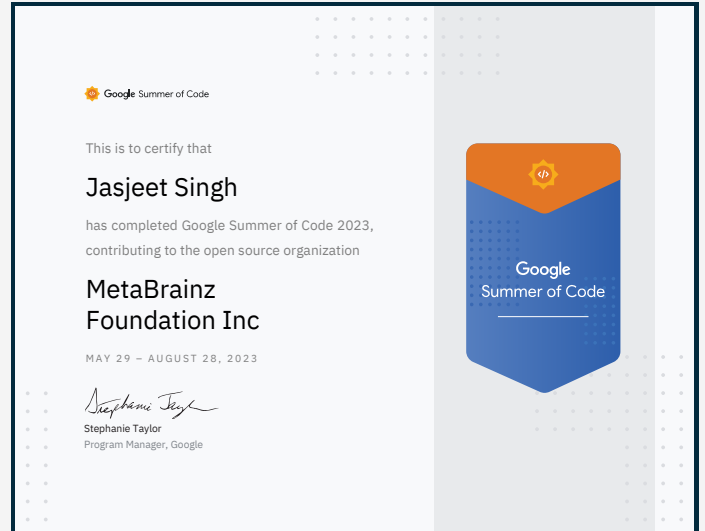 Google Summer of Code
This is to certify that
Jasjeet Singh
has completed Google Summer of Code 2023,
contributing to the open source organization
MetaBrainz
Foundation Inc
MAY 29 – AUGUST 28, 2023
Stephanie Taylor
Stephanie Taylor
Program Manager, Google
</>
Google
Summer of Code